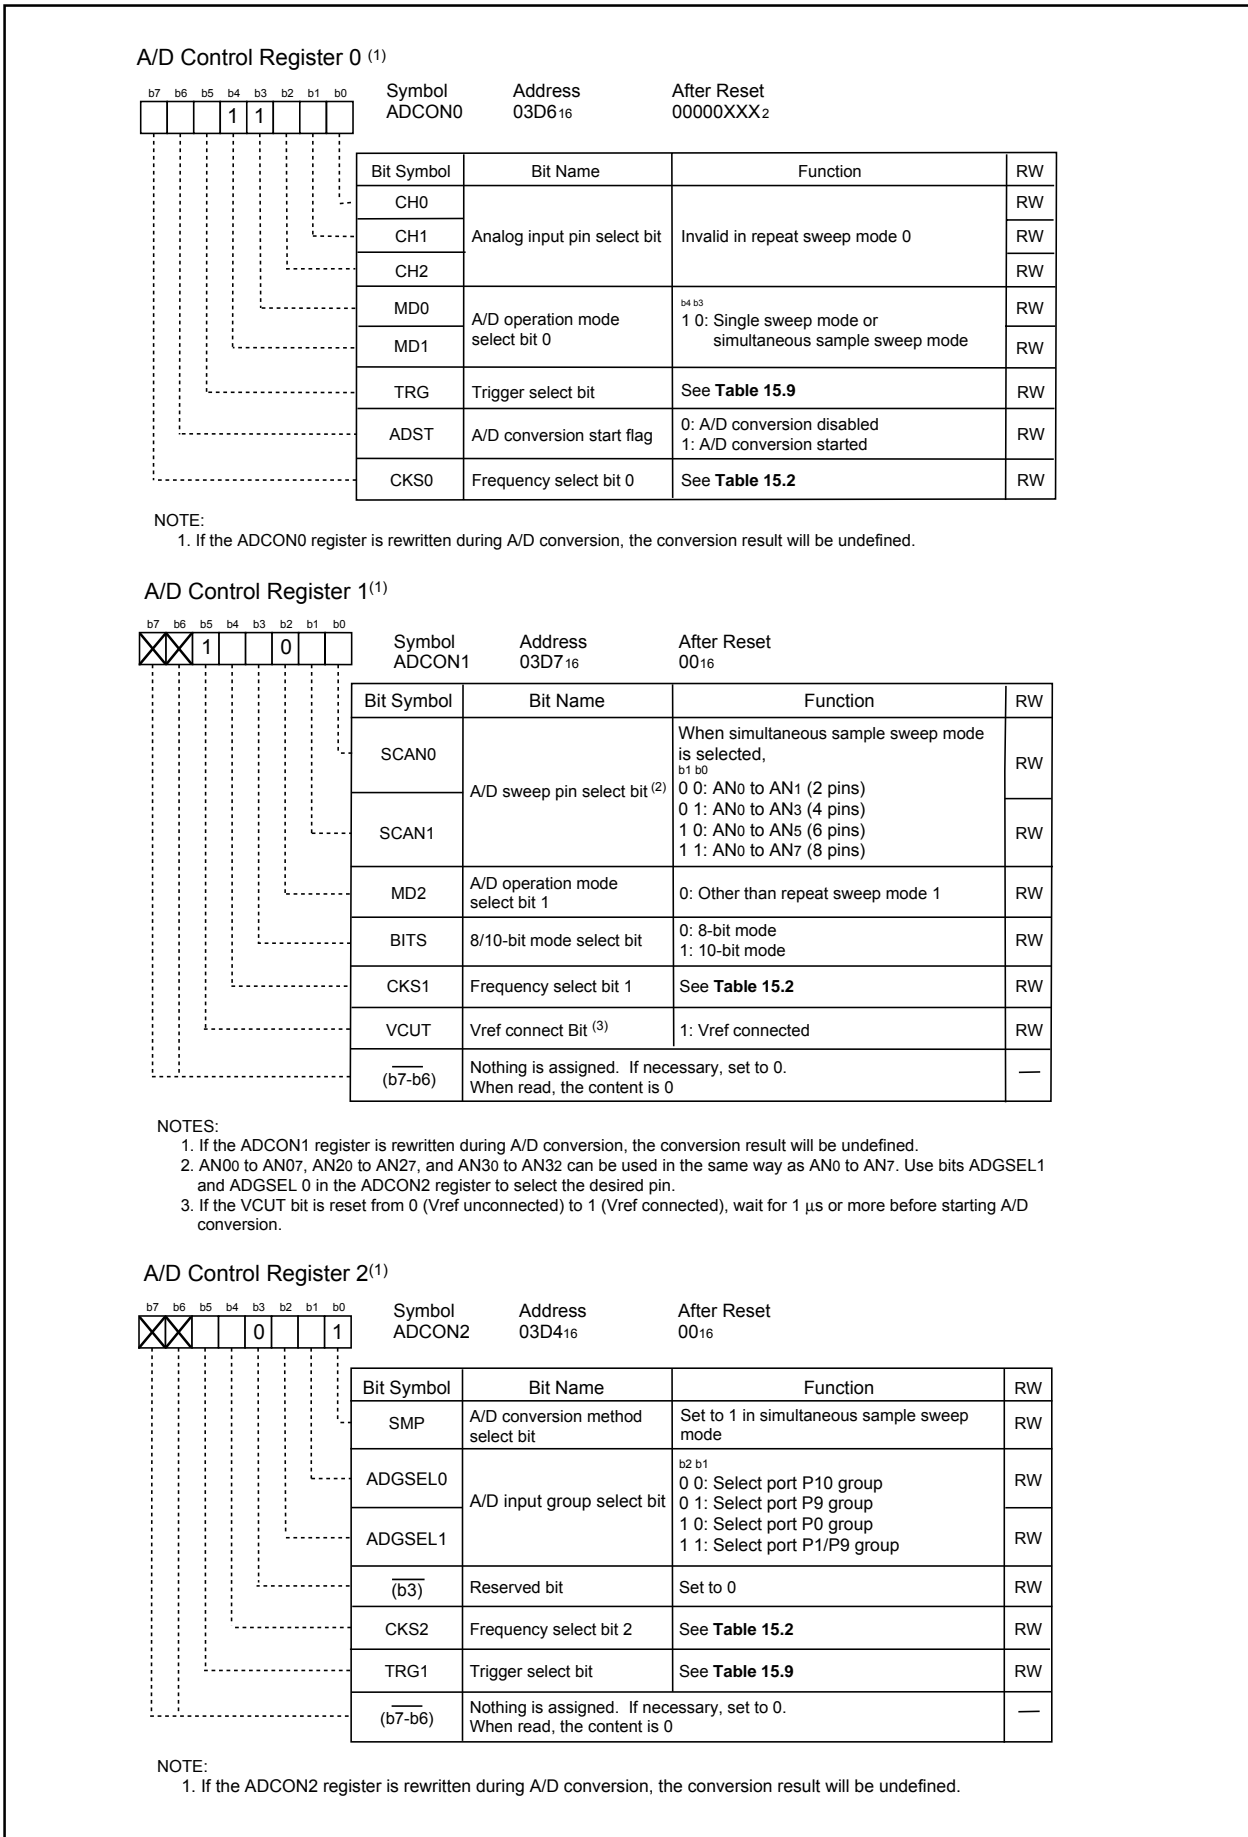 A/D Control Register 0 (1)
b7 b6 b5 b4 b3 b2 b1 b0
1 1
Symbol Address After Reset
ADCON0 03D616 00000XXX2
Bit Symbol Bit Name Function RW
CH0 RW
CH1 Analog input pin select bit Invalid in repeat sweep mode 0 RW
CH2 RW
MD0 RW
A/D operation mode
select bit 0
b4 b3
1 0: Single sweep mode or
simultaneous sample sweep mode
MD1 RW
TRG Trigger select bit See Table 15.9 RW
ADST A/D conversion start flag RW
0: A/D conversion disabled
1: A/D conversion started
CKS0 Frequency select bit 0 See Table 15.2 RW
NOTE:
1. If the ADCON0 register is rewritten during A/D conversion, the conversion result will be undefined.
A/D Control Register 1(1)
b7 b6 b5 b4 b3 b2 b1 b0
1 0
Symbol Address After Reset
ADCON1 03D716 0016
Bit Symbol Bit Name Function RW
SCAN0 RW
A/D sweep pin select bit (2)
When simultaneous sample sweep mode
is selected,
b1 b0
0 0: AN0 to AN1 (2 pins)
0 1: AN0 to AN3 (4 pins)
1 0: AN0 to AN5 (6 pins)
1 1: AN0 to AN7 (8 pins)
SCAN1 RW
MD2 RW
A/D operation mode
select bit 1
0: Other than repeat sweep mode 1
BITS 8/10-bit mode select bit RW
0: 8-bit mode
1: 10-bit mode
CKS1 Frequency select bit 1 See Table 15.2 RW
VCUT Vref connect Bit (3) 1: Vref connected RW
(b7-b6)
Nothing is assigned. If necessary, set to 0.
When read, the content is 0
—
NOTES:
1. If the ADCON1 register is rewritten during A/D conversion, the conversion result will be undefined.
2. AN00 to AN07, AN20 to AN27, and AN30 to AN32 can be used in the same way as AN0 to AN7. Use bits ADGSEL1
and ADGSEL 0 in the ADCON2 register to select the desired pin.
3. If the VCUT bit is reset from 0 (Vref unconnected) to 1 (Vref connected), wait for 1 μs or more before starting A/D
conversion.
A/D Control Register 2(1)
b7 b6 b5 b4 b3 b2 b1 b0
0 1
Symbol Address After Reset
ADCON2 03D416 0016
Bit Symbol Bit Name Function RW
SMP RW
A/D conversion method
select bit
Set to 1 in simultaneous sample sweep
mode
ADGSEL0 RW
A/D input group select bit
b2 b1
0 0: Select port P10 group
0 1: Select port P9 group
1 0: Select port P0 group
1 1: Select port P1/P9 group
ADGSEL1 RW
(b3) Reserved bit Set to 0 RW
CKS2 Frequency select bit 2 See Table 15.2 RW
TRG1 Trigger select bit See Table 15.9 RW
(b7-b6)
Nothing is assigned. If necessary, set to 0.
When read, the content is 0
—
NOTE:
1. If the ADCON2 register is rewritten during A/D conversion, the conversion result will be undefined.